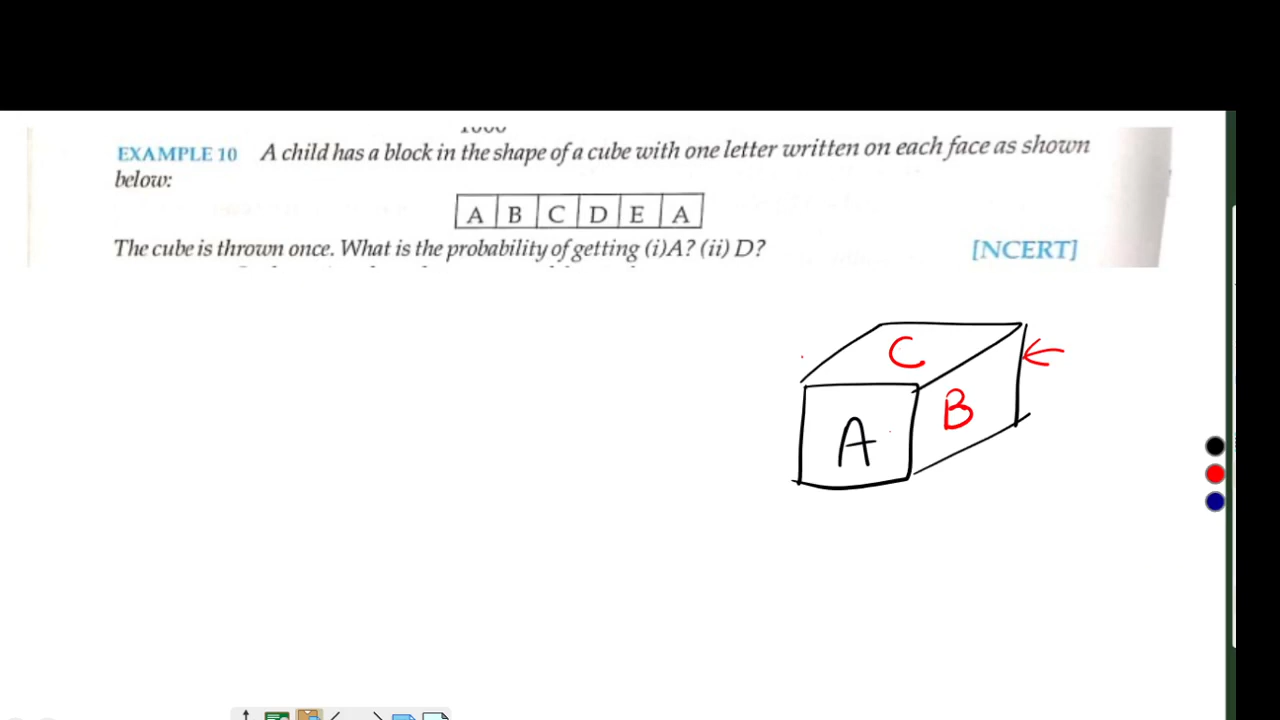 EXAMPLE 10 A child has a block in the shape of a cube with one letter written on each face as shown
below:
A B C D E A
The cube is thrown once. What is the probability of getting (i)A? (ii) D?
[NCERT]
C
B
A